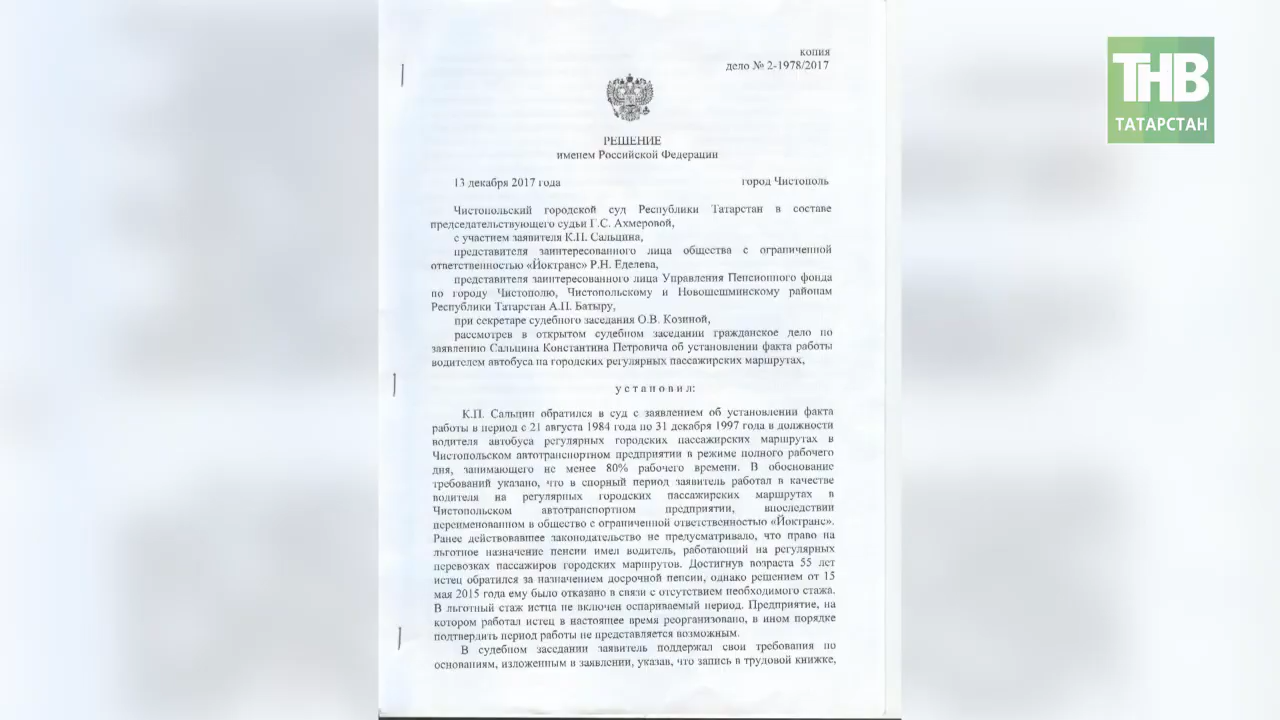 копия
дело № 2-1978/2017
РЕШЕНИЕ
именем Российской Федерации
13 декабря 2017 года город Чистополь
Чистопольский городской суд Республики Татарстан в составе
председательствующего судьи Г.С. Ахмеровой,
с участием заявителя К.П. Сальцина,
представителя заинтересованного лица общества с ограниченной
ответственностью «Йоктранс» Р.Н. Еделева,
представителя заинтересованного лица Управления Пенсионного фонда
по городу Чистополю, Чистопольскому и Новошешминскому районам
Республики Татарстан А.П. Батыру,
при секретаре судебного заседания О.В. Козиной,
рассмотрев в открытом судебном заседании гражданское дело по
заявлению Сальцина Константина Петровича об установлении факта работы
водителем автобуса на городских регулярных пассажирских маршрутах,
у с т а н о в и л:
К.П. Сальцин обратился в суд с заявлением об установлении факта
работы в период с 21 августа 1984 года по 31 декабря 1997 года в должности
водителя автобуса регулярных городских пассажирских маршрутах в
Чистопольском автотранспортном предприятии в режиме полного рабочего
дня, занимающего не менее 80% рабочего времени. В обоснование
требований указано, что в спорный период заявитель работал в качестве
водителя на регулярных городских пассажирских маршрутах в
Чистопольском автотранспортном предприятии, впоследствии
переименованном в общество с ограниченной ответственностью «Йоктранс».
Ранее действовавшее законодательство не предусматривало, что право на
льготное назначение пенсии имел водитель, работающий на регулярных
перевозках пассажиров городских маршрутов. Достигнув возраста 55 лет
истец обратился за назначением досрочной пенсии, однако решением от 15
мая 2015 года ему было отказано в связи с отсутствием необходимого стажа.
В льготный стаж истца не включен оспариваемый период. Предприятие, на
котором работал истец в настоящее время реорганизовано, в ином порядке
подтвердить период работы не представляется возможным.
В судебном заседании заявитель поддержал свои требования по
основаниям, изложенным в заявлении, указав, что запись в трудовой книжке,
ТНВ
ТАТАРСТАН